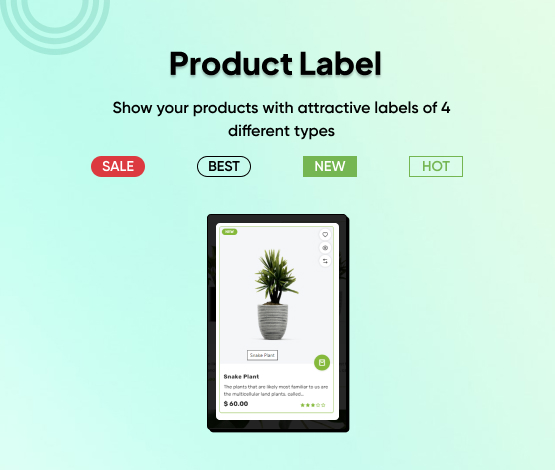 Product Label
Show your products with attractive labels of 4
different types
SALE
BEST
NEW
HOT
NEW
Snake Plant
Snake Plant
The plants that are likely most familiar to us are
the multicellular land plants, called...
$ 60.00